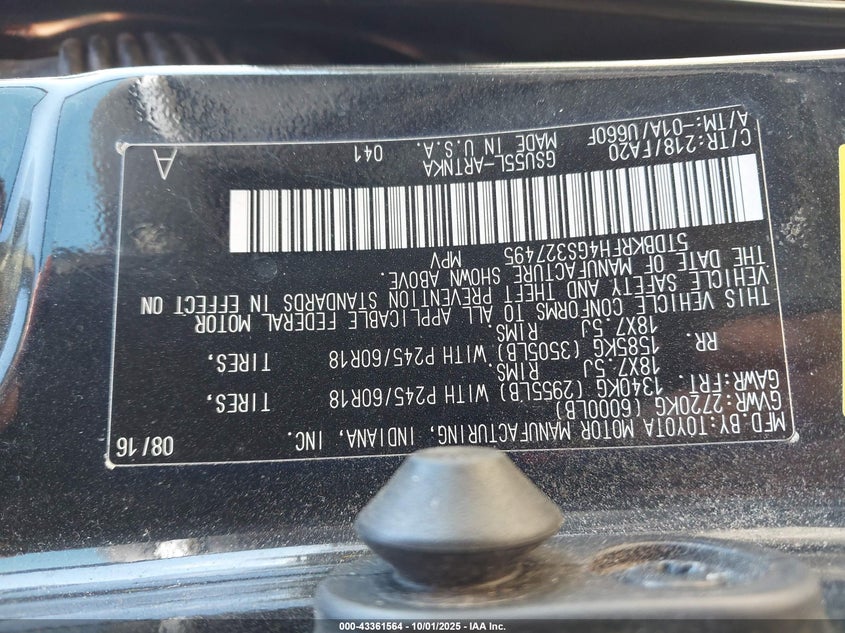 MFD.BY:TOYOTA MOTOR MANUFACTURING, INDIANA, INC. 08/16
GVWR:2720KG (6000LB)
GAWR:FRT. 1340KG (2955LB) WITH P245/60R18 TIRES.
18X7.5J RIMS.
RR. 1585KG (3505LB) WITH P245/60R18 TIRES.
18X7.5J RIMS.
THIS VEHICLE CONFORMS TO ALL APPLICABLE FEDERAL MOTOR
VEHICLE SAFETY AND THEFT PREVENTION STANDARDS IN EFFECT ON
THE DATE OF MANUFACTURE SHOWN ABOVE.
5TDBKRFH4GS327495 MPV
C/TR:218/FA20 GSU55L-ARTNKA 041 A
A/TM:-01A/U660F MADE IN U.S.A.
000-43361564 - 10/01/2025 - IAA Inc.